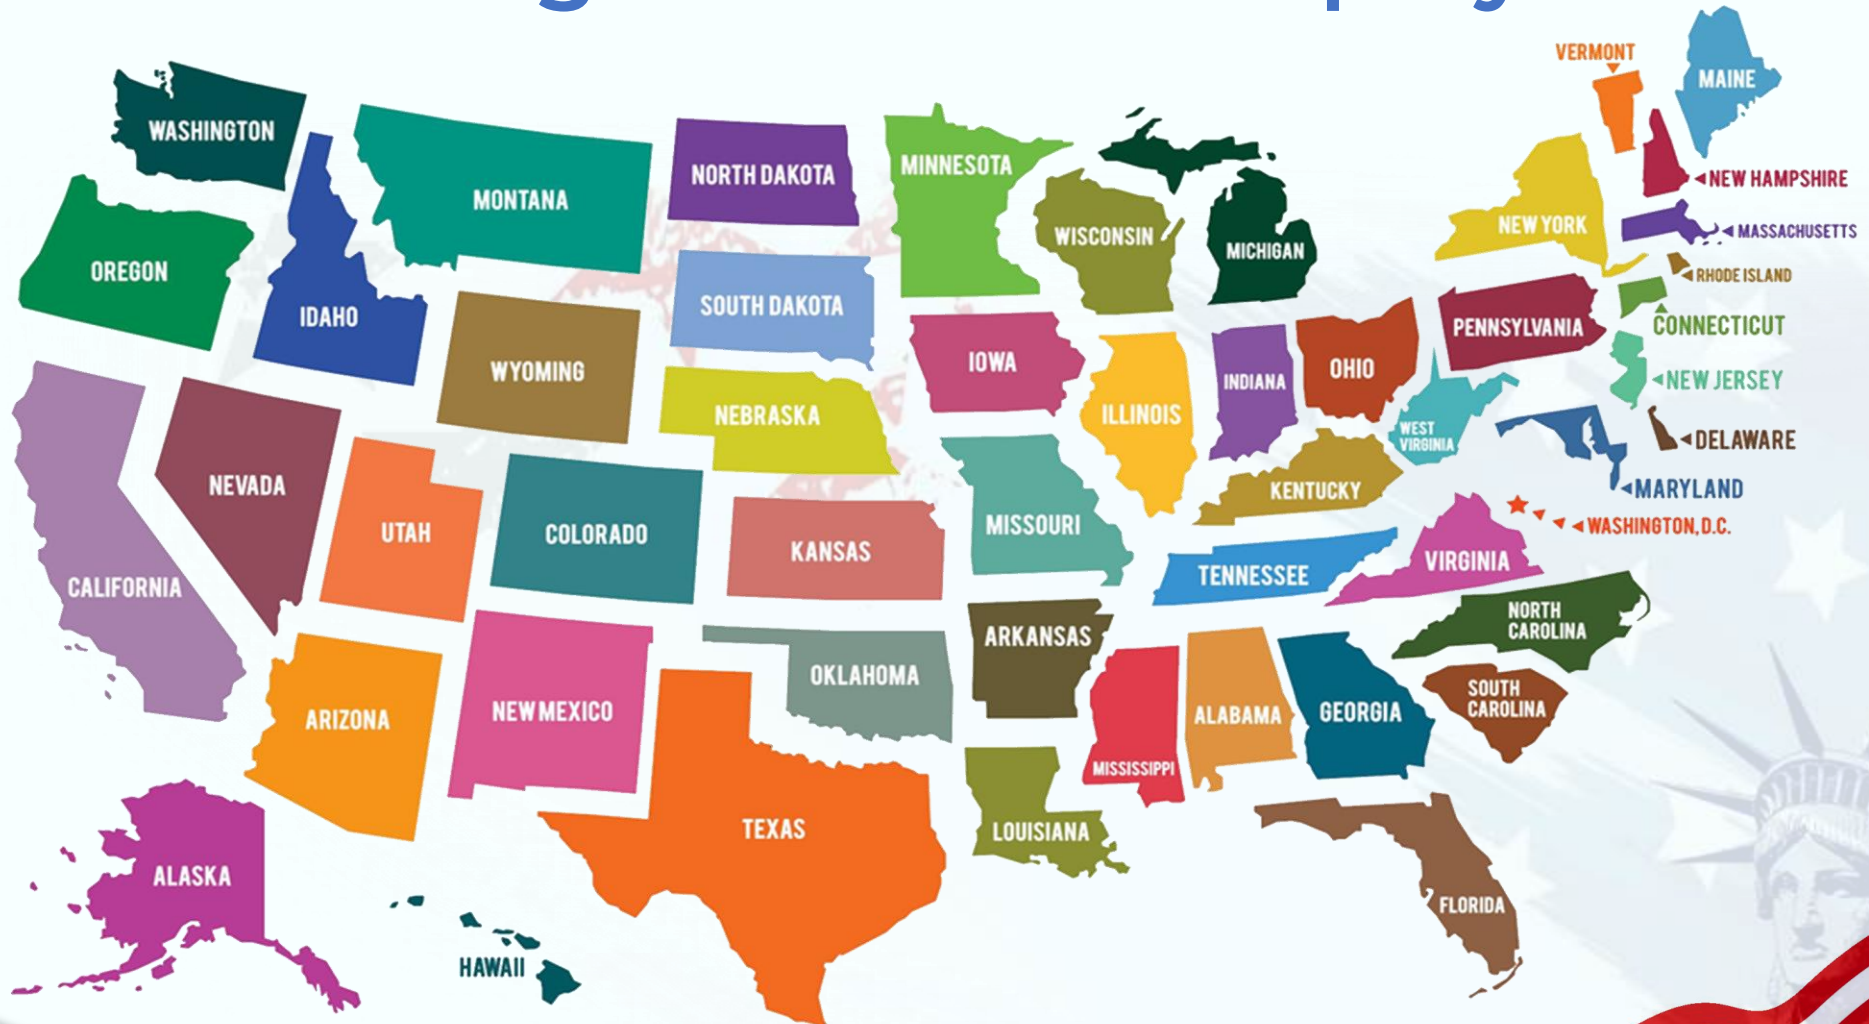 VERMONT
MAINE
WASHINGTON
MONTANA
NORTH DAKOTA
MINNESOTA
NEW HAMPSHIRE
OREGON
IDAHO
SOUTH DAKOTA
WISCONSIN
MICHIGAN
NEW YORK
MASSACHUSETTS
RHODE ISLAND
WYOMING
IOWA
INDIANA
OHIO
PENNSYLVANIA
CONNECTICUT
NEW JERSEY
NEBRASKA
ILLINOIS
WEST
VIRGINIA
DELAWARE
MARYLAND
NEVADA
UTAH
COLORADO
KANSAS
MISSOURI
KENTUCKY
WASHINGTON, D.C.
CALIFORNIA
TENNESSEE
VIRGINIA
NORTH
CAROLINA
ARIZONA
NEW MEXICO
OKLAHOMA
ARKANSAS
MISSISSIPPI
ALABAMA
GEORGIA
SOUTH
CAROLINA
ALASKA
HAWAII
TEXAS
LOUISIANA
FLORIDA